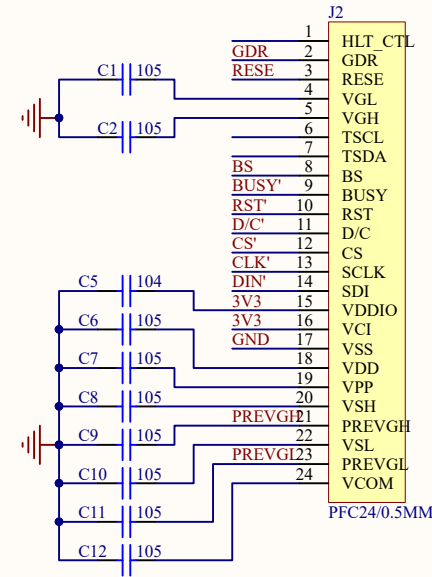 J2
1 HLT_CTL
GDR 2 GDR
RESE 3 RESE
C1 105 4 VGL
C2 105 5 VGH
6 TSCL
7 TSDA
BS 8 BS
BUSY' 9 BUSY
RST' 10 RST
D/C' 11 D/C
CS' 12 CS
CLK' 13 SCLK
DIN' 14 SDI
C5 104 3V3 15 VDDIO
C6 105 3V3 16 VCI
GND 17 VSS
C7 105 18 VDD
19 VPP
C8 105 20 VSH
PREVGH 21 PREVGH
C9 105 22 VSL
PREVGL 23 PREVGL
C10 105 24 VCOM
C11 105 PFC24/0.5MM
C12 105